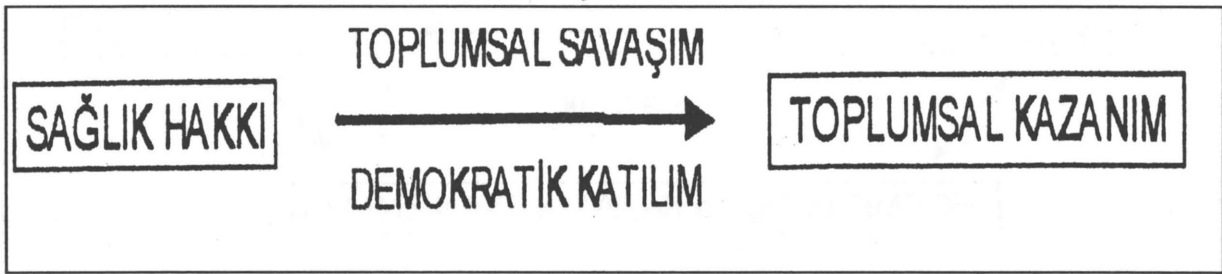 TOPLUMSAL SAVAŞIM
SAĞLIK HAKKI
TOPLUMSAL KAZANIM
DEMOKRATİK KATILIM